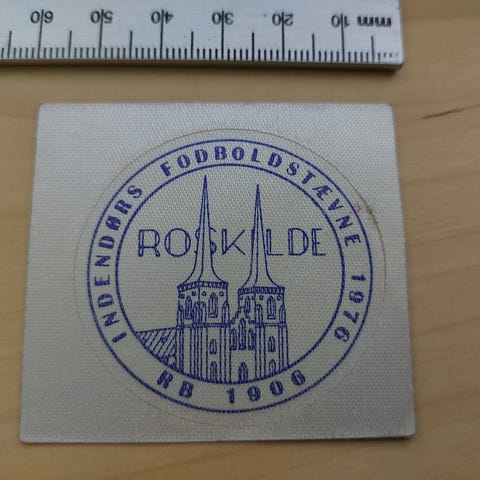 mm 10 20 30 40 50 60
INDENDØRS FODBOLDSTÆVNE 1976
ROSKILDE
RB 1906